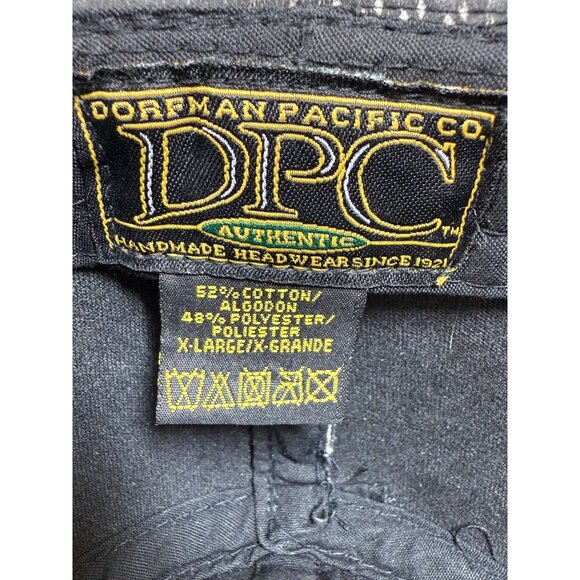 DORFMAN PACIFIC CO.
DPC TM
AUTHENTIC
HANDMADE HEADWEAR SINCE 1921
52% COTTON/
ALGODON
48% POLYESTER/
POLIESTER
X-LARGE/X-GRANDE